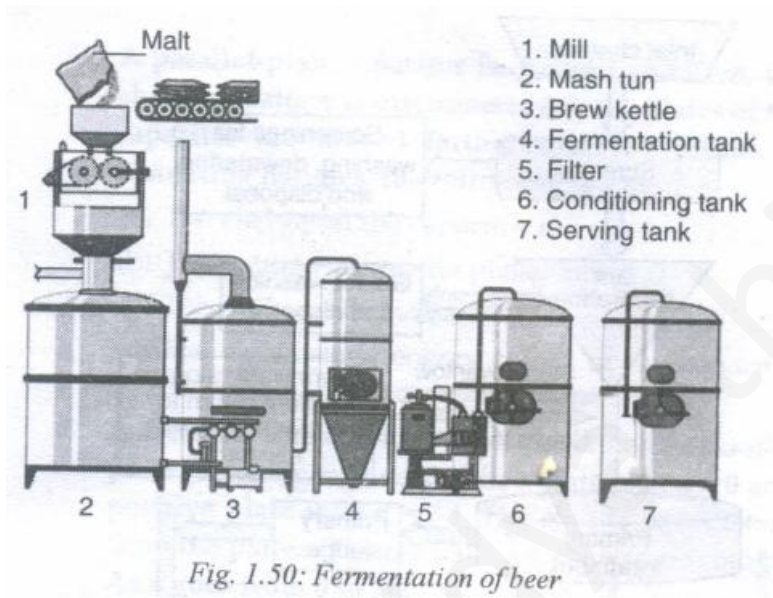 Malt
1. Mill
2. Mash tun
3. Brew kettle
4. Fermentation tank
5. Filter
6. Conditioning tank
7. Serving tank
1
2
3
4
5
6
7
Fig. 1.50: Fermentation of beer